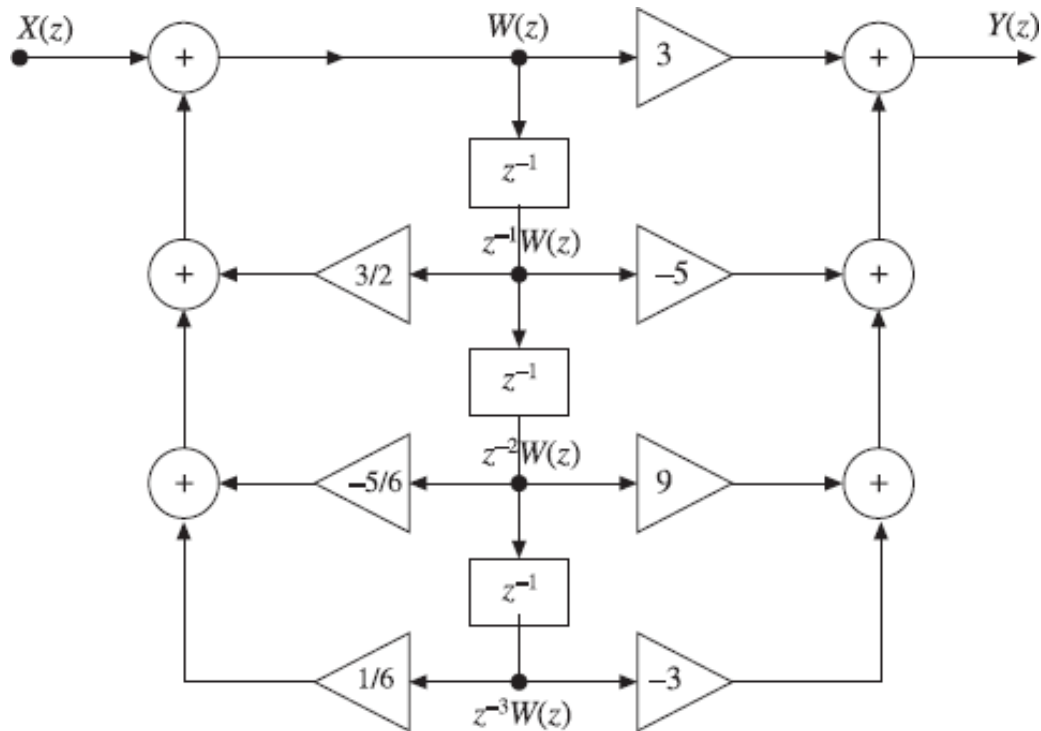 X(z) W(z) Y(z)
+ 3 +
z⁻¹
z⁻¹W(z)
+ 3/2 −5 +
z⁻¹
z⁻²W(z)
+ −5/6 9 +
z⁻¹
1/6 −3
z⁻³W(z)